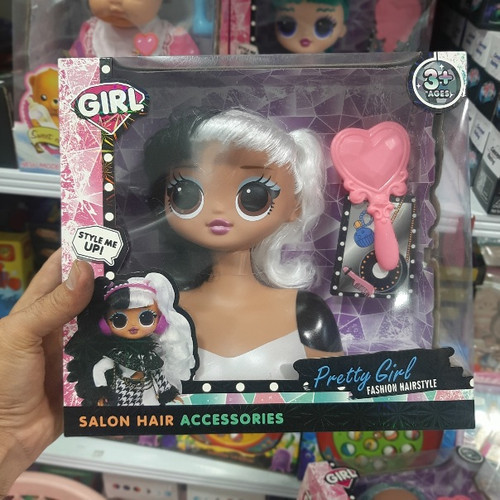 GIRL
3+
AGES
STYLE ME
UP!
Pretty Girl
FASHION HAIRSTYLE
SALON HAIR ACCESSORIES
GIRL